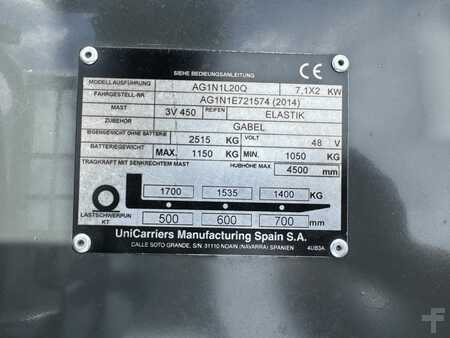 SIEHE BEDIENUNGSANLEITUNG
CE
MODELLAUSFÜHRUNG AG1N1L20Q 7,1X2 KW
FAHRGESTELL-NR AG1N1E721574 (2014)
MAST 3V 450 REIFEN ELASTIK
ZUBEHÖR GABEL
EIGENGEWICHT OHNE BATTERIE 2515 KG VOLT 48 V
BATTERIEGEWICHT MAX. 1150 KG MIN. 1050 KG
TRAGKRAFT MIT SENKRECHTEM MAST HUBHÖHE MAX. 4500 mm
1700 1535 1400 KG
LASTSCHWERPUNKT 500 600 700 mm
UniCarriers Manufacturing Spain S.A.
CALLE SOTO GRANDE, S/N. 31110 NOAIN (NAVARRA) SPANIEN 4UB3A